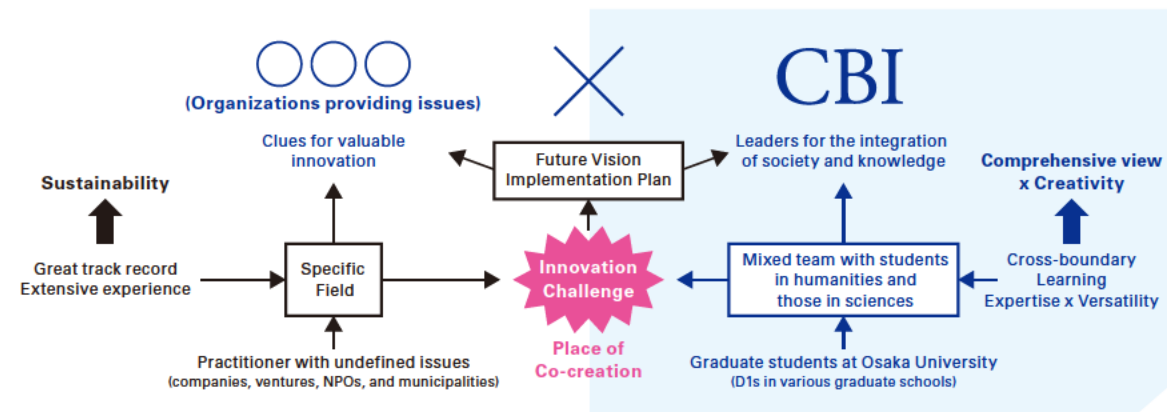 CBI
(Organizations providing issues)
Clues for valuable
innovation
Future Vision
Implementation Plan
Leaders for the integration
of society and knowledge
Sustainability
Comprehensive view
x Creativity
Great track record
Extensive experience
Specific
Field
Innovation
Challenge
Mixed team with students
in humanities and
those in sciences
Cross-boundary
Learning
Expertise x Versatility
Practitioner with undefined issues
(companies, ventures, NPOs, and municipalities)
Place of
Co-creation
Graduate students at Osaka University
(D1s in various graduate schools)